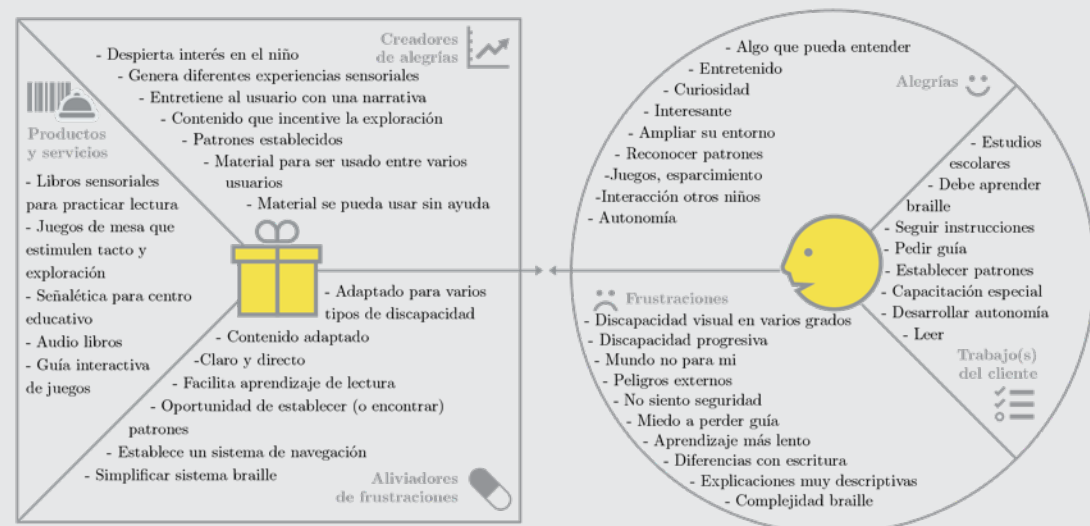 Creadores
de alegrías
- Despierta interés en el niño
- Genera diferentes experiencias sensoriales
- Entretiene al usuario con una narrativa
- Contenido que incentive la exploración
- Patrones establecidos
- Material para ser usado entre varios
usuarios
- Material se pueda usar sin ayuda
Productos
y servicios
- Libros sensoriales
para practicar lectura
- Juegos de mesa que
estimulen tacto y
exploración
- Señalética para centro
educativo
- Audio libros
- Guía interactiva
de juegos
- Adaptado para varios
tipos de discapacidad
- Contenido adaptado
-Claro y directo
- Facilita aprendizaje de lectura
- Oportunidad de establecer (o encontrar)
patrones
- Establece un sistema de navegación
- Simplificar sistema braille
Aliviadores
de frustraciones
Alegrías
- Algo que pueda entender
- Entretenido
- Curiosidad
- Interesante
- Ampliar su entorno
- Reconocer patrones
-Juegos, esparcimiento
-Interacción otros niños
- Autonomía
- Estudios
escolares
- Debe aprender
braille
- Seguir instrucciones
- Pedir guía
- Establecer patrones
- Capacitación especial
- Desarrollar autonomía
- Leer
Trabajo(s)
del cliente
Frustraciones
- Discapacidad visual en varios grados
- Discapacidad progresiva
- Mundo no para mi
- Peligros externos
- No siento seguridad
- Miedo a perder guía
- Aprendizaje más lento
- Diferencias con escritura
- Explicaciones muy descriptivas
- Complejidad braille